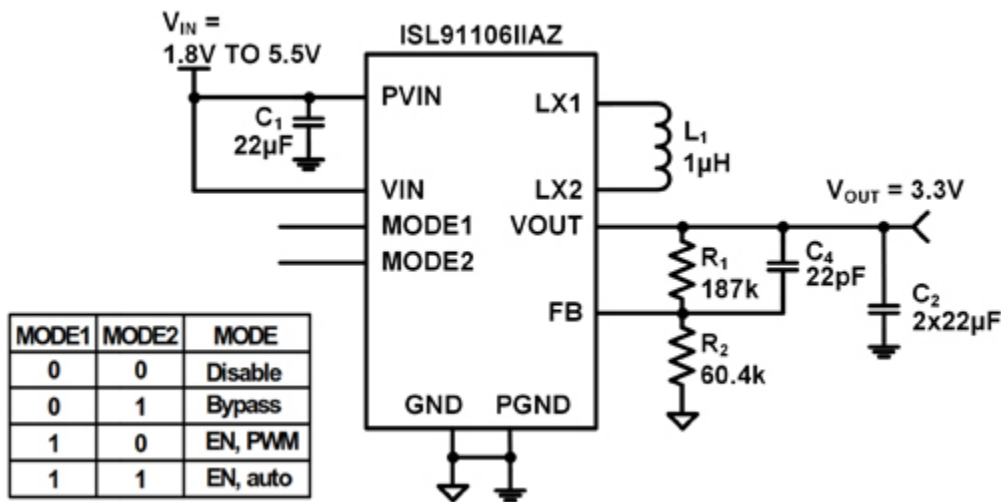 ISL91106IIAZ
V_IN =
1.8V TO 5.5V
PVIN
C₁
22µF
VIN
MODE1
MODE2
LX1
L₁
1µH
LX2
VOUT
V_OUT = 3.3V
R₁
187k
C₄
22pF
C₂
2x22µF
FB
R₂
60.4k
GND PGND
MODE1 MODE2 MODE
0 0 Disable
0 1 Bypass
1 0 EN, PWM
1 1 EN, auto